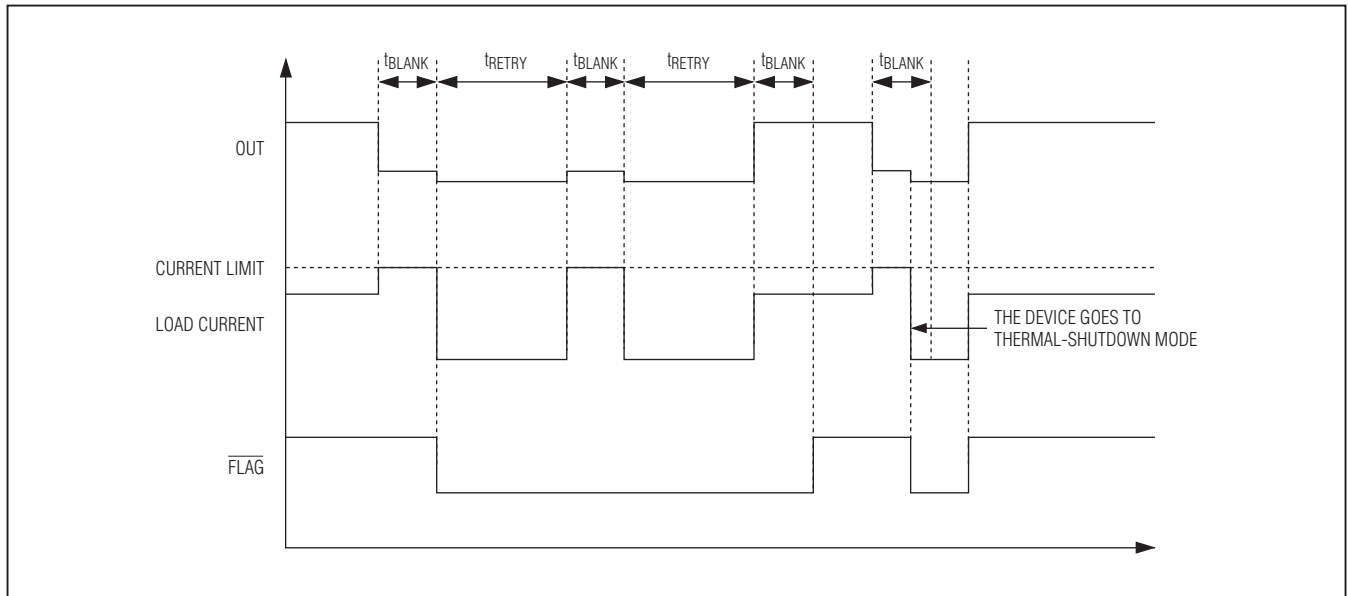 tBLANK tRETRY tBLANK tRETRY tBLANK tBLANK
OUT
CURRENT LIMIT
LOAD CURRENT
THE DEVICE GOES TO
THERMAL-SHUTDOWN MODE
FLAG